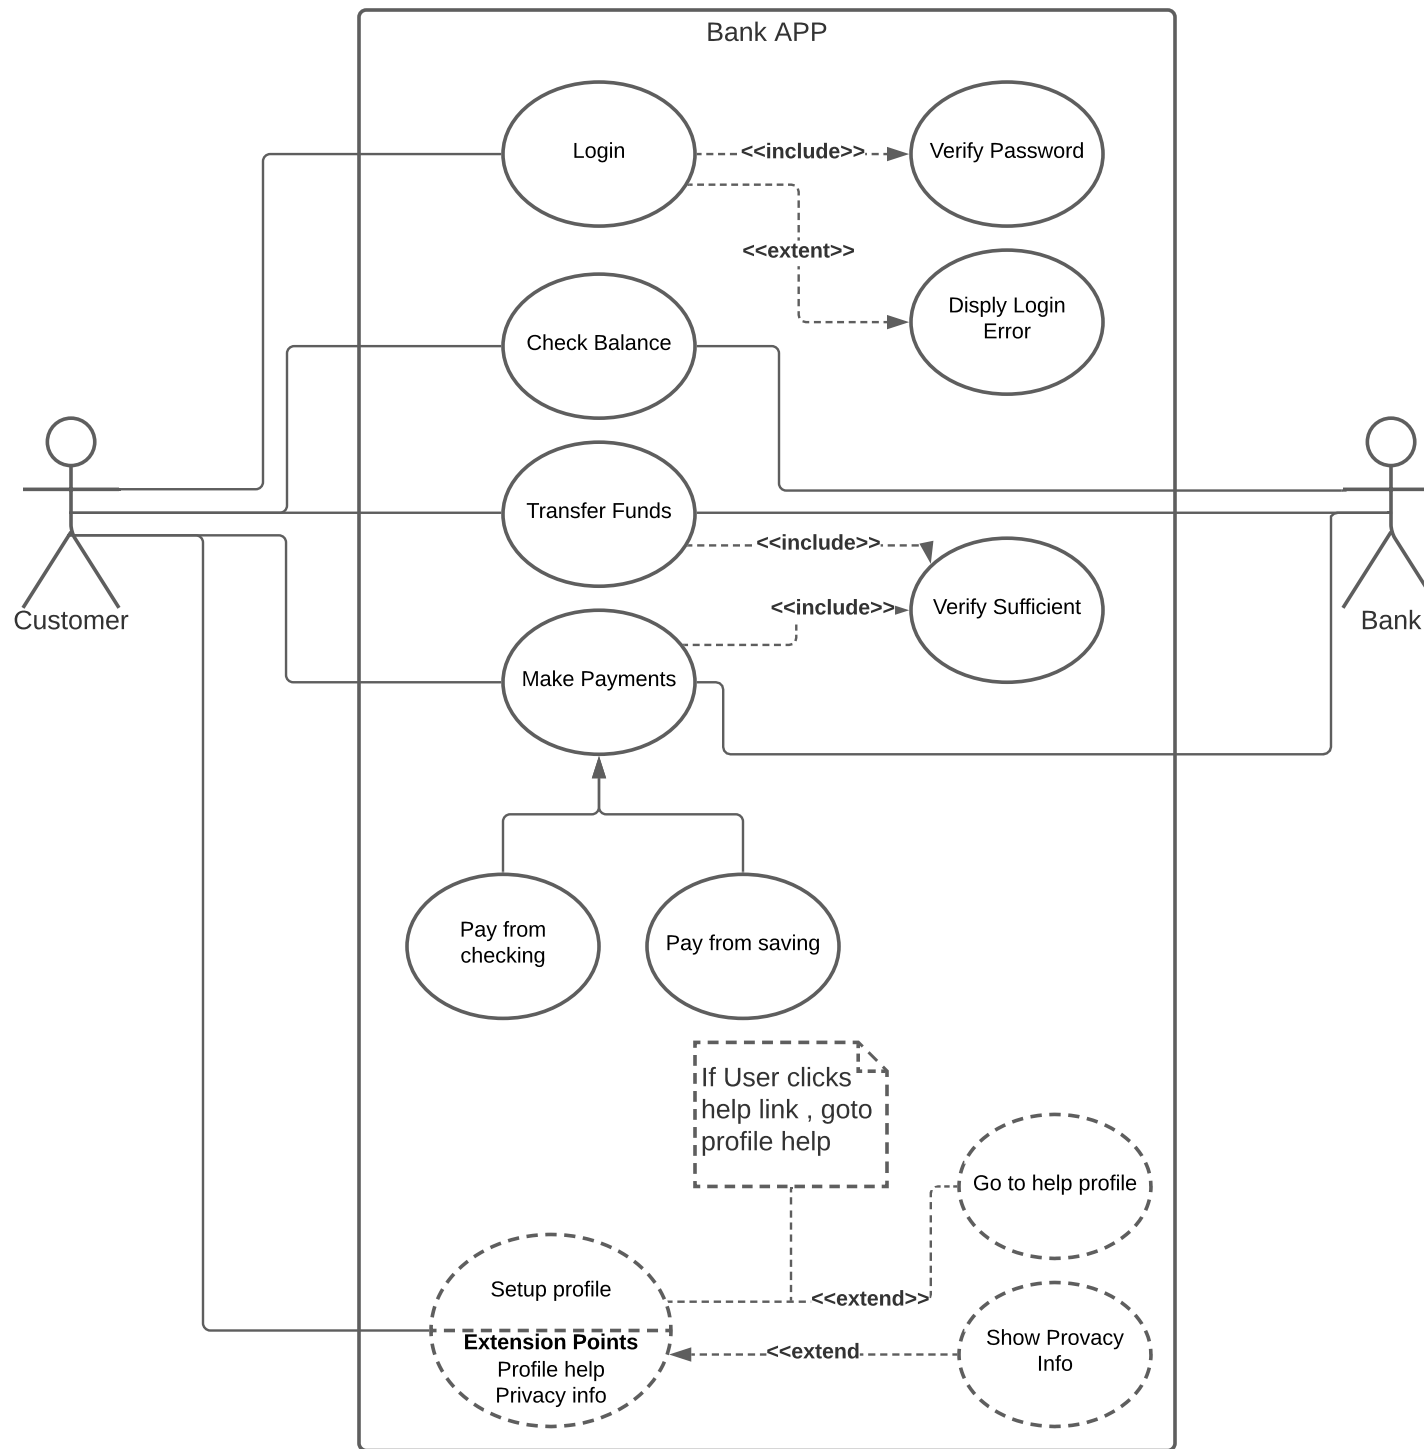 Bank APP
Login
<<include>>
Verify Password
<<extent>>
Disply Login
Error
Check Balance
Transfer Funds
<<include>>
Customer
Bank
<<include>>
Verify Sufficient
Make Payments
Pay from
checking
Pay from saving
If User clicks
help link , goto
profile help
Go to help profile
Setup profile
<<extend>>
Extension Points
Profile help
Privacy info
<<extend
Show Provacy
Info